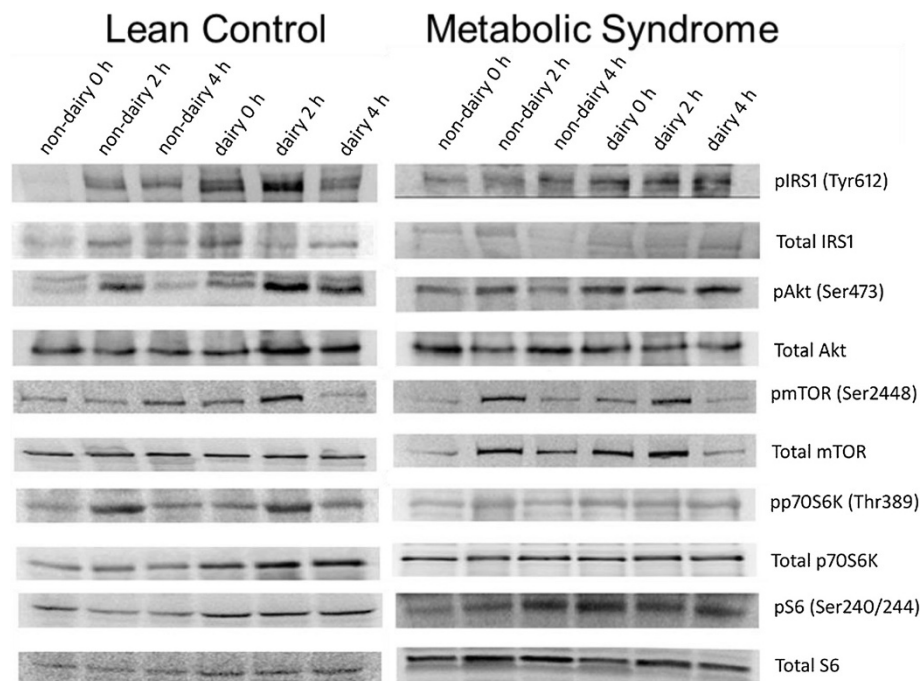 Lean Control
Metabolic Syndrome
non-dairy 0 h
non-dairy 2 h
non-dairy 4 h
dairy 0 h
dairy 2 h
dairy 4 h
non-dairy 0 h
non-dairy 2 h
non-dairy 4 h
dairy 0 h
dairy 2 h
dairy 4 h
pIRS1 (Tyr612)
Total IRS1
pAkt (Ser473)
Total Akt
pmTOR (Ser2448)
Total mTOR
pp70S6K (Thr389)
Total p70S6K
pS6 (Ser240/244)
Total S6